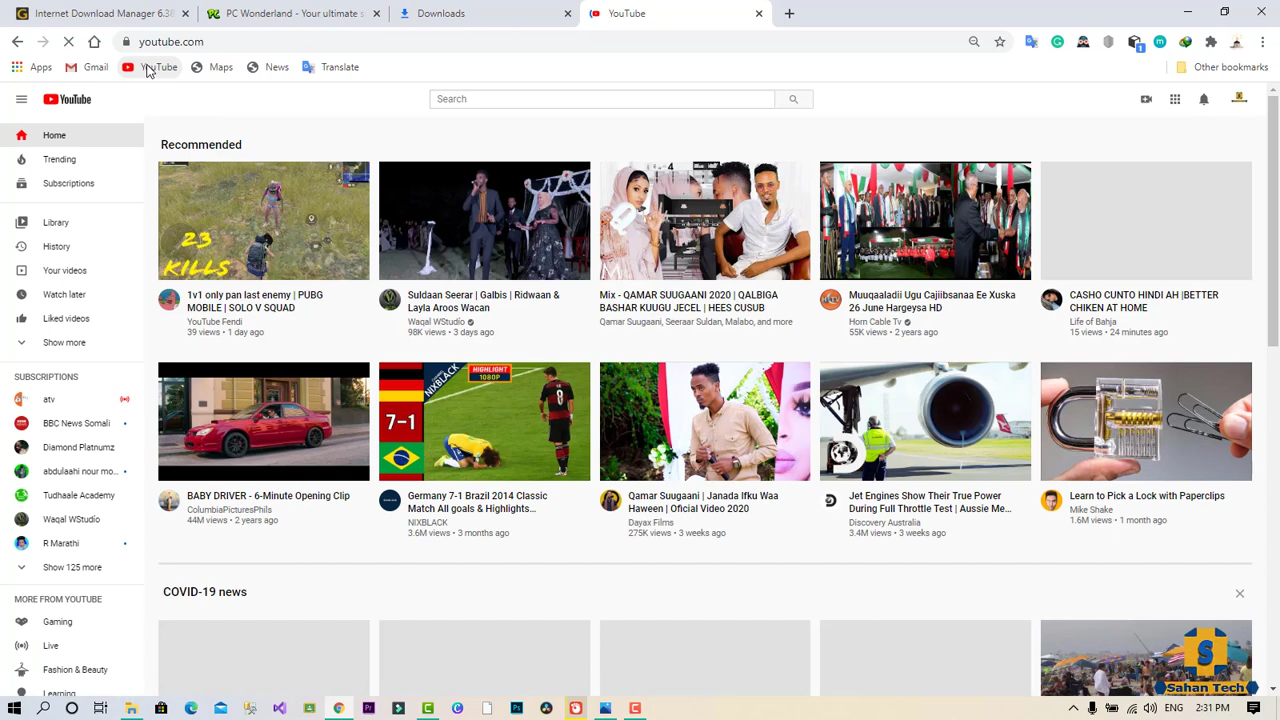 Internet Download Manager 6.38
PC Wonderland - Your ultimate s
Downloads
YouTube
youtube.com
Apps
Gmail
YouTube
Maps
News
Translate
Other bookmarks
YouTube
Search
Home
Trending
Subscriptions
Library
History
Your videos
Watch later
Liked videos
Show more
SUBSCRIPTIONS
atv
BBC News Somali
Diamond Platnumz
abdulaahi nour mo...
Tudhaale Academy
Waqal WStudio
R Marathi
Show 125 more
MORE FROM YOUTUBE
Gaming
Live
Fashion & Beauty
Learning
Recommended
23
KILLS
1v1 only pan last enemy | PUBG
MOBILE | SOLO V SQUAD
YouTube Fendi
39 views • 1 day ago
Suldaan Seerar | Galbis | Ridwaan &
Layla Aroos Wacan
Waqal WStudío
98K views • 3 days ago
Mix - QAMAR SUUGAANI 2020 | QALBIGA
BASHAR KUUGU JECEL | HEES CUSUB
Qamar Suugaani, Seeraar Suldan, Malabo, and more
Muuqaaladii Ugu Cajiibsanaa Ee Xuska
26 June Hargeysa HD
Horn Cable Tv
55K views • 2 years ago
CASHO CUNTO HINDI AH |BETTER
CHIKEN AT HOME
Life of Bahja
15 views • 24 minutes ago
BABY DRIVER - 6-Minute Opening Clip
ColumbiaPicturesPhils
44M views • 2 years ago
NIXBLACK
HIGHLIGHT
1080P
7-1
Germany 7-1 Brazil 2014 Classic
Match All goals & Highlights...
NIXBLACK
3.6M views • 3 months ago
Qamar Suugaani | Janada Ifku Waa
Haween | Oficial Video 2020
Dayax Films
275K views • 3 weeks ago
Jet Engines Show Their True Power
During Full Throttle Test | Aussie Me...
Discovery Australia
3.4M views • 3 weeks ago
Learn to Pick a Lock with Paperclips
Mike Shake
1.6M views • 1 month ago
COVID-19 news
S
Sahan Tech
ENG
2:31 PM